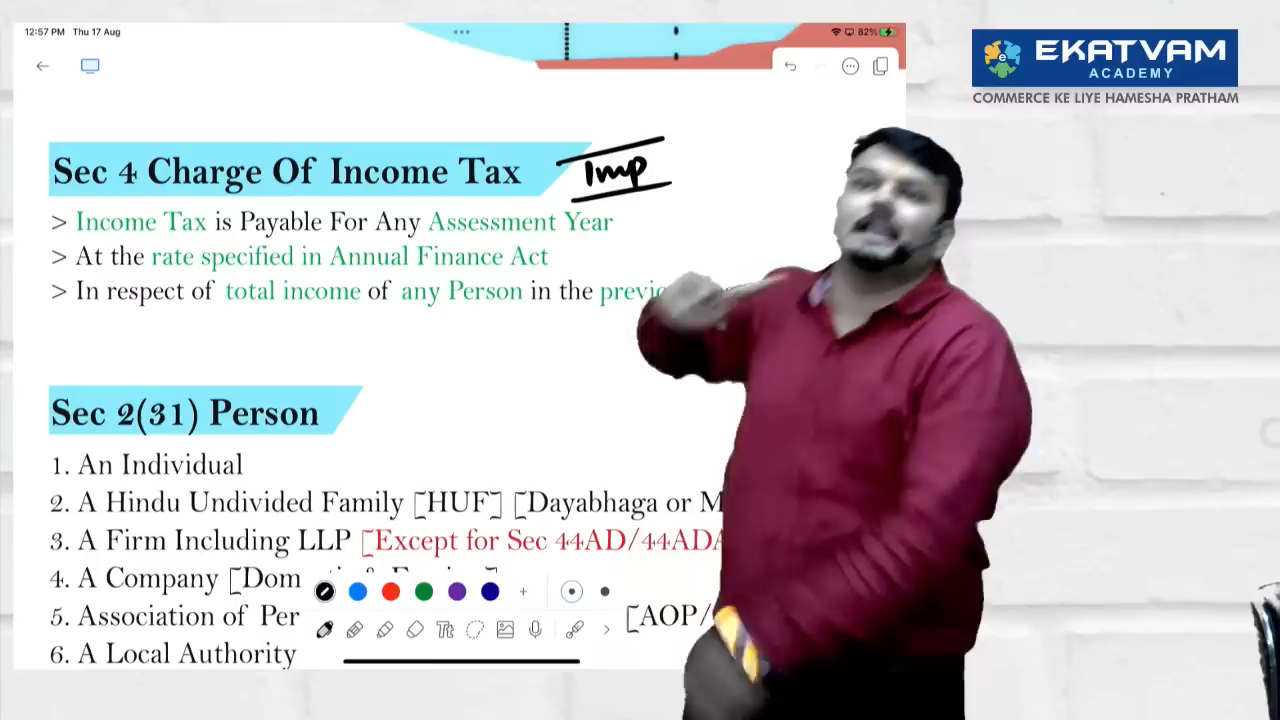 12:57 PM Thu 17 Aug
82%
EKATVAM
ACADEMY
COMMERCE KE LIYE HAMESHA PRATHAM
Sec 4 Charge Of Income Tax
Imp
> Income Tax is Payable For Any Assessment Year
> At the rate specified in Annual Finance Act
> In respect of total income of any Person in the
Sec 2(31) Person
1. An Individual
2. A Hindu Undivided Family [HUF] [Dayabhaga or
3. A Firm Including LLP [Except for Sec 44AD/44ADA
4. A Company
5. Association of [AOP/
6. A Local Authority
Tt